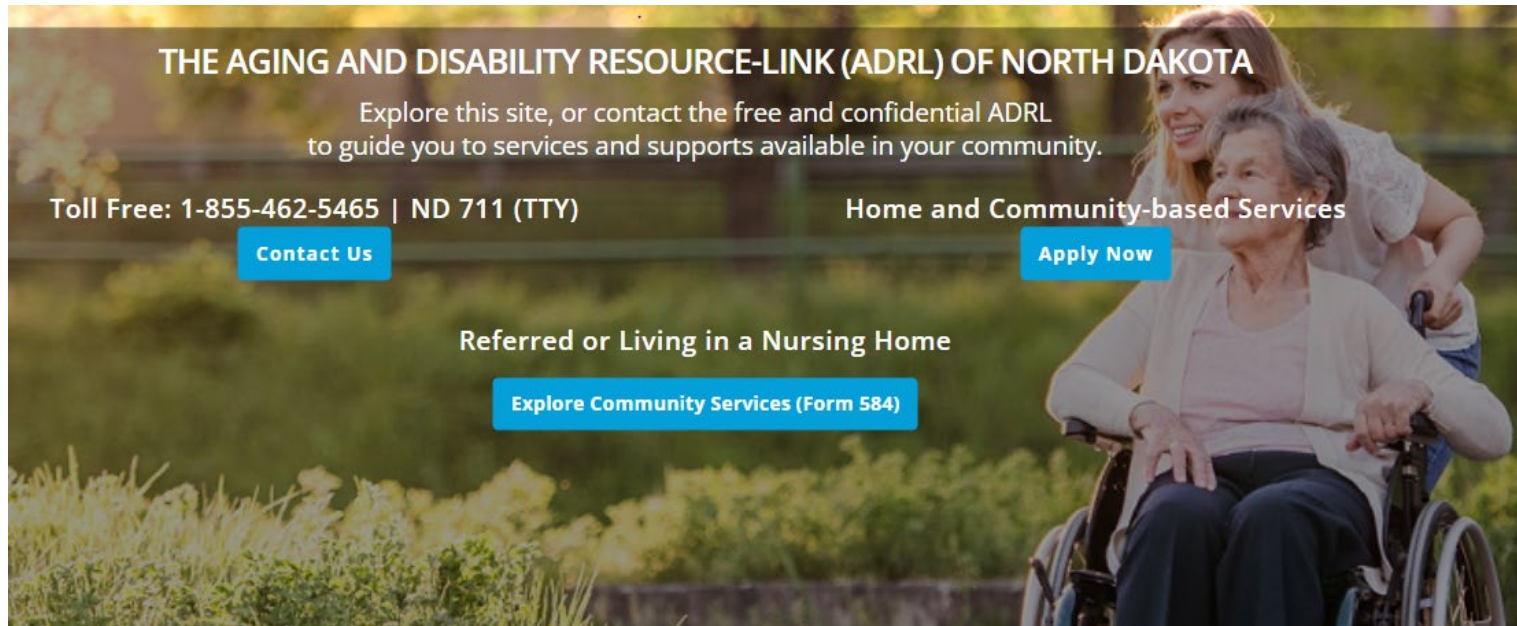 THE AGING AND DISABILITY RESOURCE-LINK (ADRL) OF NORTH DAKOTA
Explore this site, or contact the free and confidential ADRL
to guide you to services and supports available in your community.
Toll Free: 1-855-462-5465 | ND 711 (TTY)
Contact Us
Home and Community-based Services
Apply Now
Referred or Living in a Nursing Home
Explore Community Services (Form 584)